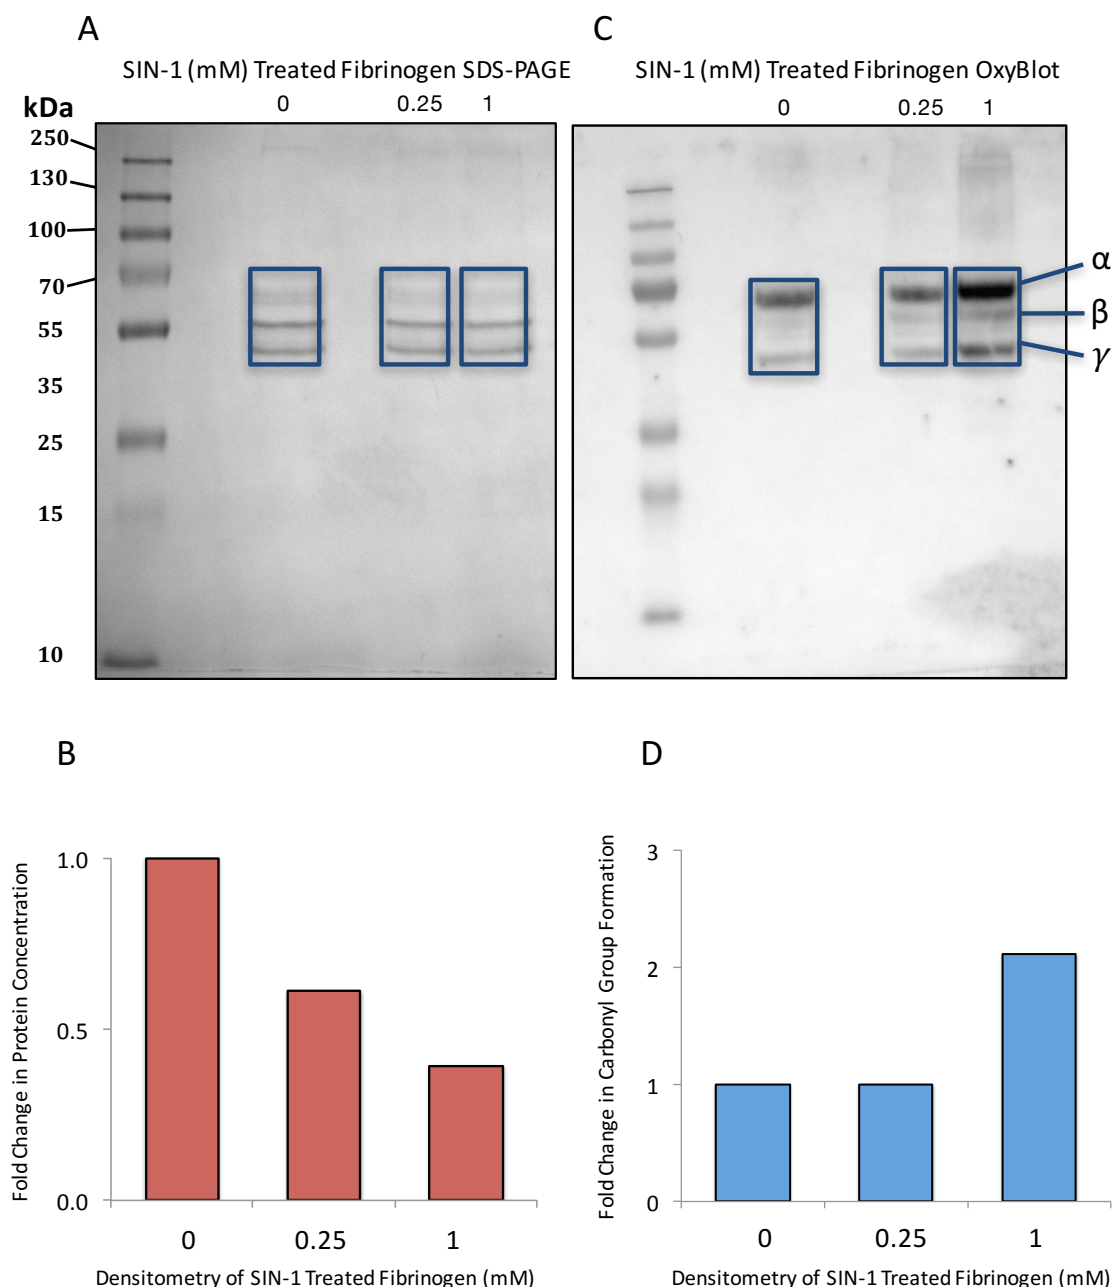 A
SIN-1 (mM) Treated Fibrinogen SDS-PAGE
0 0.25 1
kDa
250
130
100
70
55
35
25
15
10
C
SIN-1 (mM) Treated Fibrinogen OxyBlot
0 0.25 1
α
β
γ
B
Fold Change in Protein Concentration
1.0
0.5
0.0
0 0.25 1
Densitometry of SIN-1 Treated Fibrinogen (mM)
D
Fold Change in Carbonyl Group Formation
3
2
1
0
0 0.25 1
Densitometry of SIN-1 Treated Fibrinogen (mM)